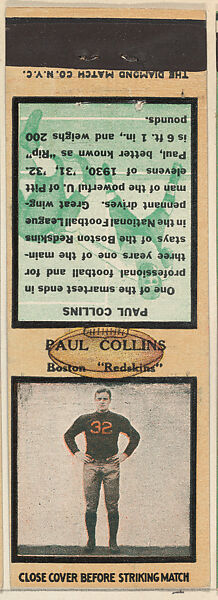 THE DIAMOND MATCH CO. N.Y.C.
PAUL COLLINS
One of the smartest ends in
professional football and for
three years one of the main-
stays of the Boston Redskins
in the National Football League
pennant drives. Great wing-
man of the powerful U. of Pitt
elevens of 1930, '31, '32.
Paul, better known as "Rip"
is 6 ft. 1 in., and weighs 200
pounds.
PAUL COLLINS
Boston "Redskins"
32
CLOSE COVER BEFORE STRIKING MATCH